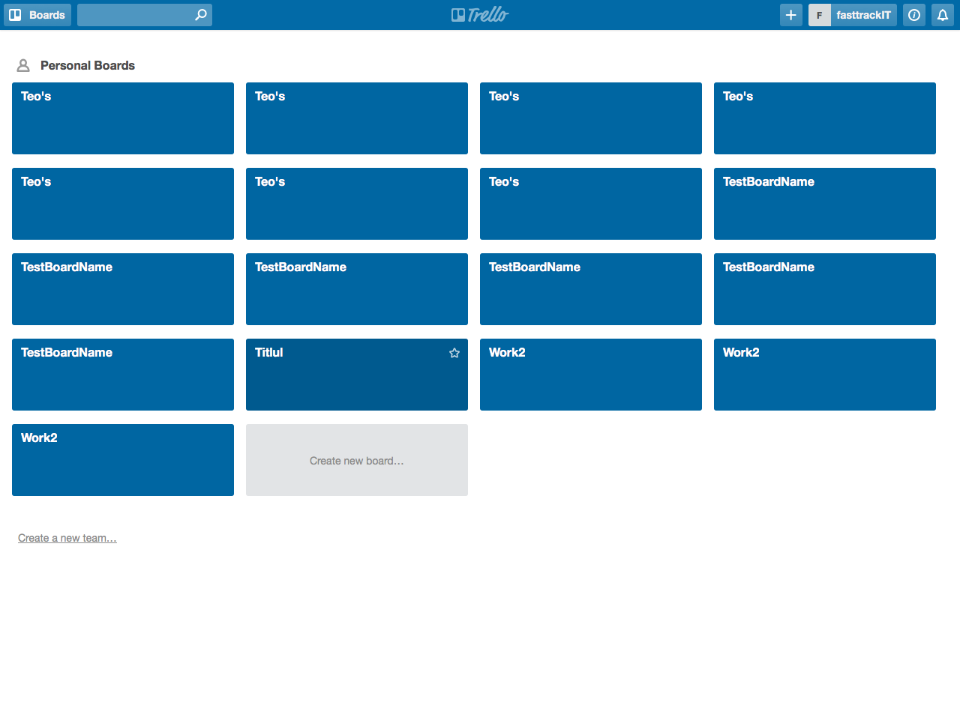 Boards Trello F fasttrackIT
Personal Boards
Teo's Teo's Teo's Teo's
Teo's Teo's Teo's TestBoardName
TestBoardName TestBoardName TestBoardName TestBoardName
TestBoardName Titlul Work2 Work2
Work2
Create new board...
Create a new team...